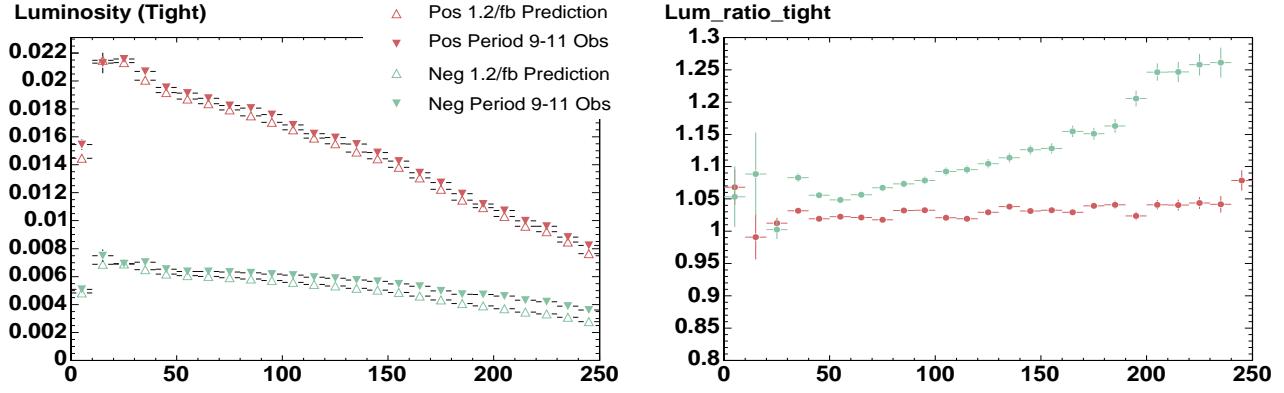 Luminosity (Tight)
Pos 1.2/fb Prediction
Pos Period 9-11 Obs
Neg 1.2/fb Prediction
Neg Period 9-11 Obs
0.022
0.02
0.018
0.016
0.014
0.012
0.01
0.008
0.006
0.004
0.002
0
0 50 100 150 200 250
Lum_ratio_tight
1.3
1.25
1.2
1.15
1.1
1.05
1
0.95
0.9
0.85
0.8
0 50 100 150 200 250